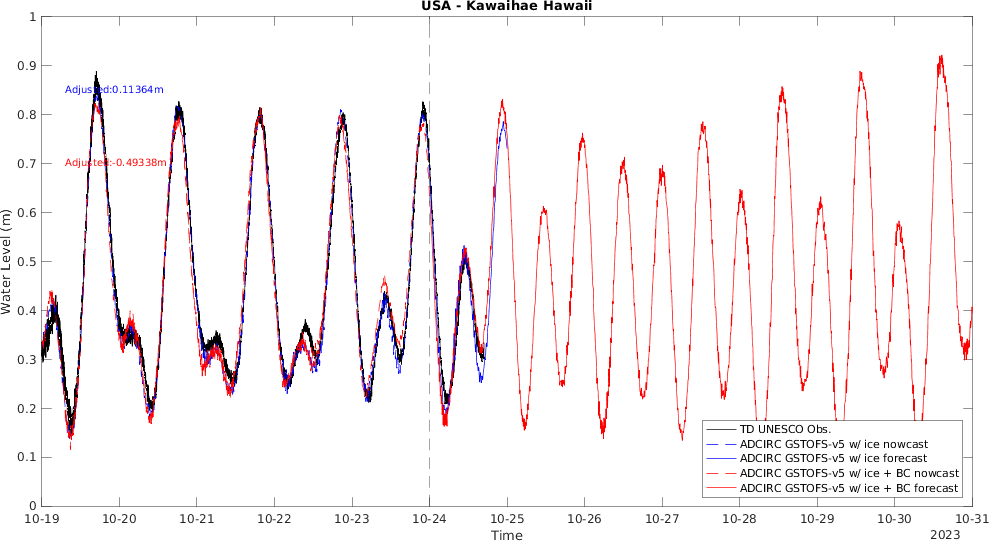 USA - Kawaihae Hawaii
1
0.9
0.8
0.7
0.6
0.5
0.4
0.3
0.2
0.1
0
Water Level (m)
Adjusted:0.11364m
Adjusted:-0.49338m
TD UNESCO Obs.
ADCIRC GSTOFS-v5 w/ ice nowcast
ADCIRC GSTOFS-v5 w/ ice forecast
ADCIRC GSTOFS-v5 w/ ice + BC nowcast
ADCIRC GSTOFS-v5 w/ ice + BC forecast
10-19 10-20 10-21 10-22 10-23 10-24 10-25 10-26 10-27 10-28 10-29 10-30 10-31
Time
2023